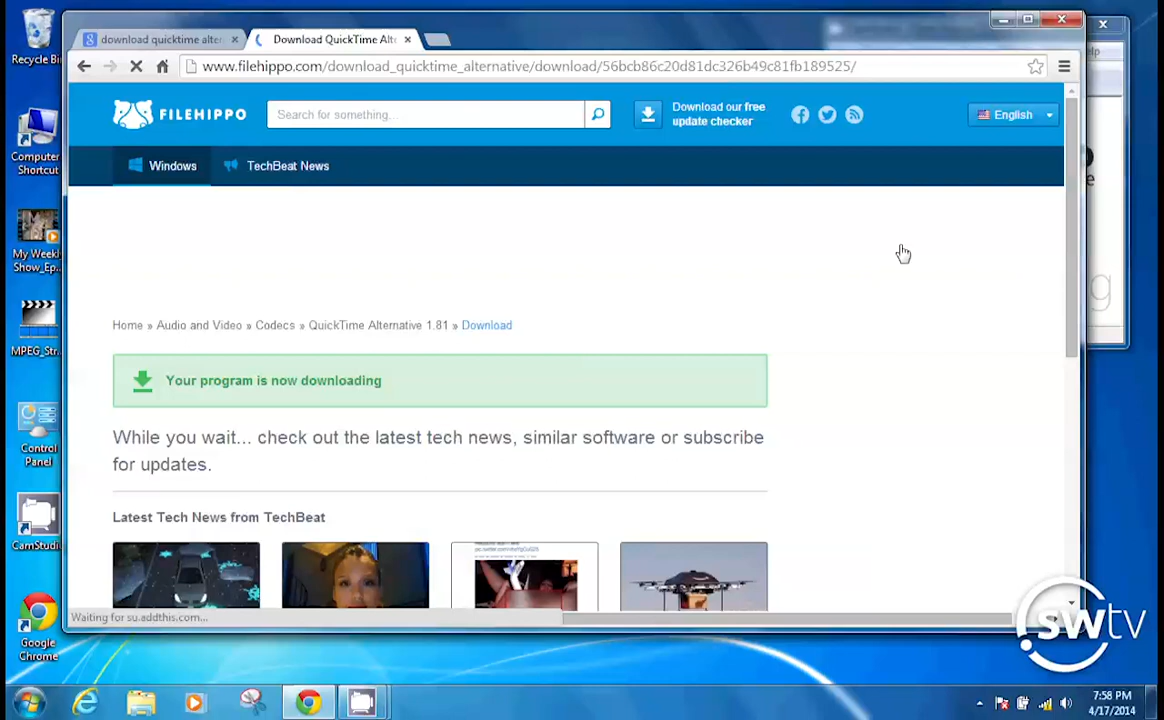 Recycle Bin
download quicktime alter
Download QuickTime Alte
www.filehippo.com/download_quicktime_alternative/download/56bcb86c20d81dc326b49c81fb189525/
FILEHIPPO
Search for something...
Download our free
update checker
English
Computer
Shortcut
Windows
TechBeat News
My Weekly
Show_Ep...
Home » Audio and Video » Codecs » QuickTime Alternative 1.81 » Download
MPEG_Str
Your program is now downloading
While you wait... check out the latest tech news, similar software or subscribe
for updates.
Control
Panel
Latest Tech News from TechBeat
CamStudio
Waiting for su.addthis.com...
Google
Chrome
.swtv
7:58 PM
4/17/2014